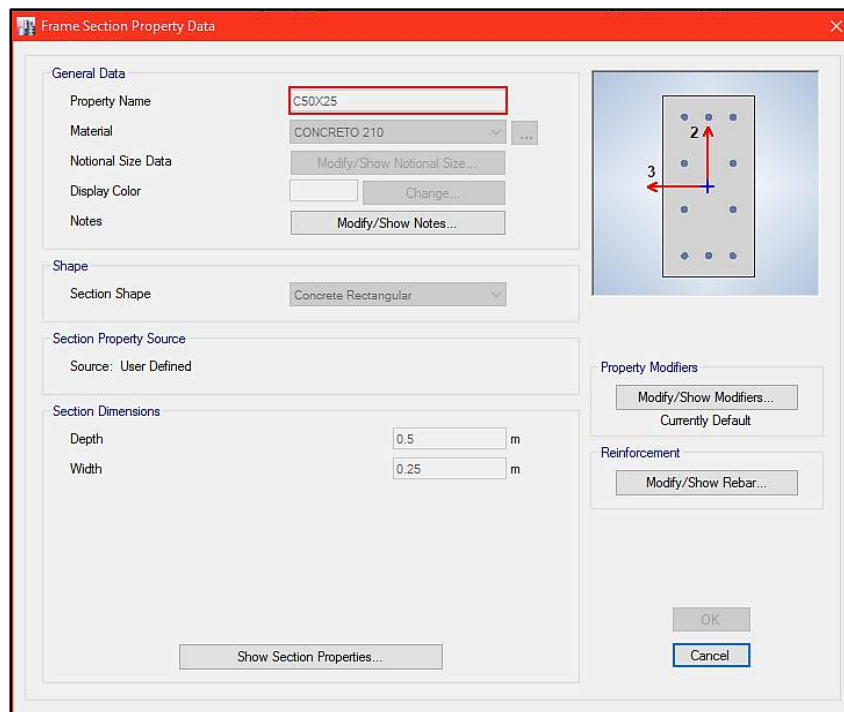 Frame Section Property Data
General Data
Property Name C50X25
Material CONCRETO 210 ...
Notional Size Data Modify/Show Notional Size...
Display Color Change...
Notes Modify/Show Notes...
Shape
Section Shape Concrete Rectangular
Section Property Source
Source: User Defined
Section Dimensions
Depth 0.5 m
Width 0.25 m
Show Section Properties...
2
3
Property Modifiers
Modify/Show Modifiers...
Currently Default
Reinforcement
Modify/Show Rebar...
OK
Cancel